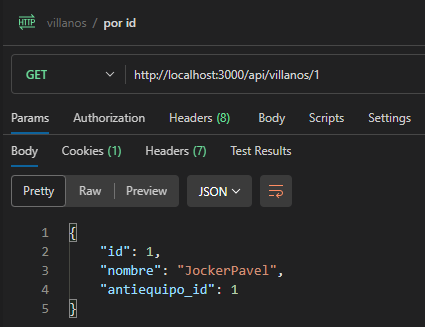 HTTP villanos / por id
GET http://localhost:3000/api/villanos/1
Params Authorization Headers (8) Body Scripts Settings
Body Cookies (1) Headers (7) Test Results
Pretty Raw Preview JSON
1 {
2 "id": 1,
3 "nombre": "JockerPavel",
4 "antiequipo_id": 1
5 }